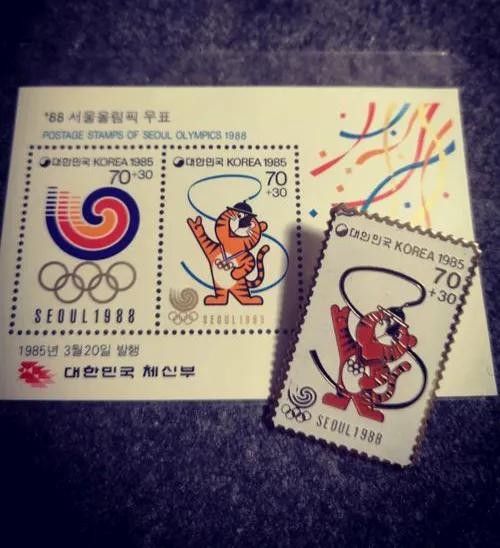 '88 서울올림픽 우표
POSTAGE STAMPS OF SEOUL OLYMPICS 1988
대한민국 KOREA 1985
70+30
SEOUL 1988
대한민국 KOREA 1985
70
+30
SEOUL 1988
1985년 3월 20일 발행
대한민국 체신부
대한민국 KOREA 1985
70
+30
SEOUL 1988